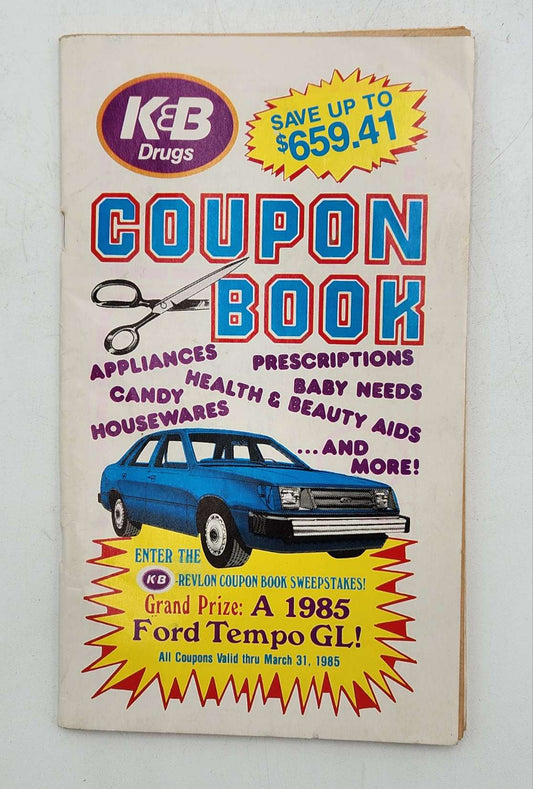 K&B
Drugs
SAVE UP TO
$659.41
COUPON
BOOK
APPLIANCES
PRESCRIPTIONS
CANDY
HEALTH & BEAUTY AIDS
BABY NEEDS
HOUSEWARES
...AND
MORE!
ENTER THE
K&B -REVLON COUPON BOOK SWEEPSTAKES!
Grand Prize: A 1985
Ford Tempo GL!
All Coupons Valid thru March 31, 1985